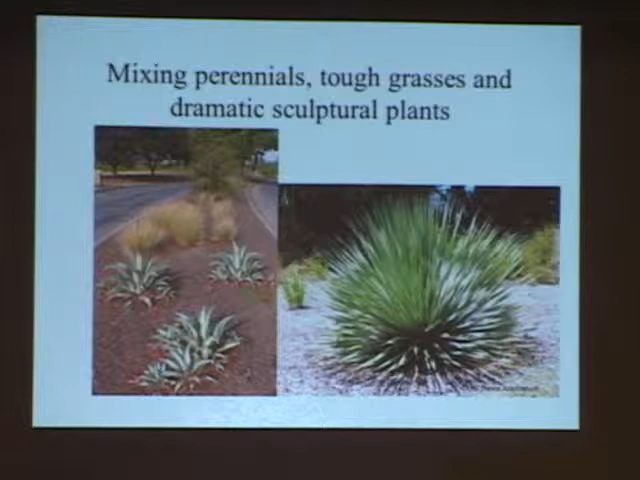 Mixing perennials, tough grasses and
dramatic sculptural plants